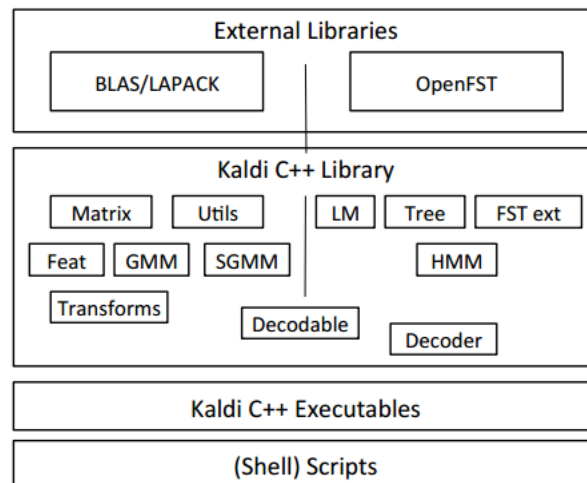 External Libraries
BLAS/LAPACK OpenFST
Kaldi C++ Library
Matrix Utils LM Tree FST ext
Feat GMM SGMM HMM
Transforms
Decodable
Decoder
Kaldi C++ Executables
(Shell) Scripts